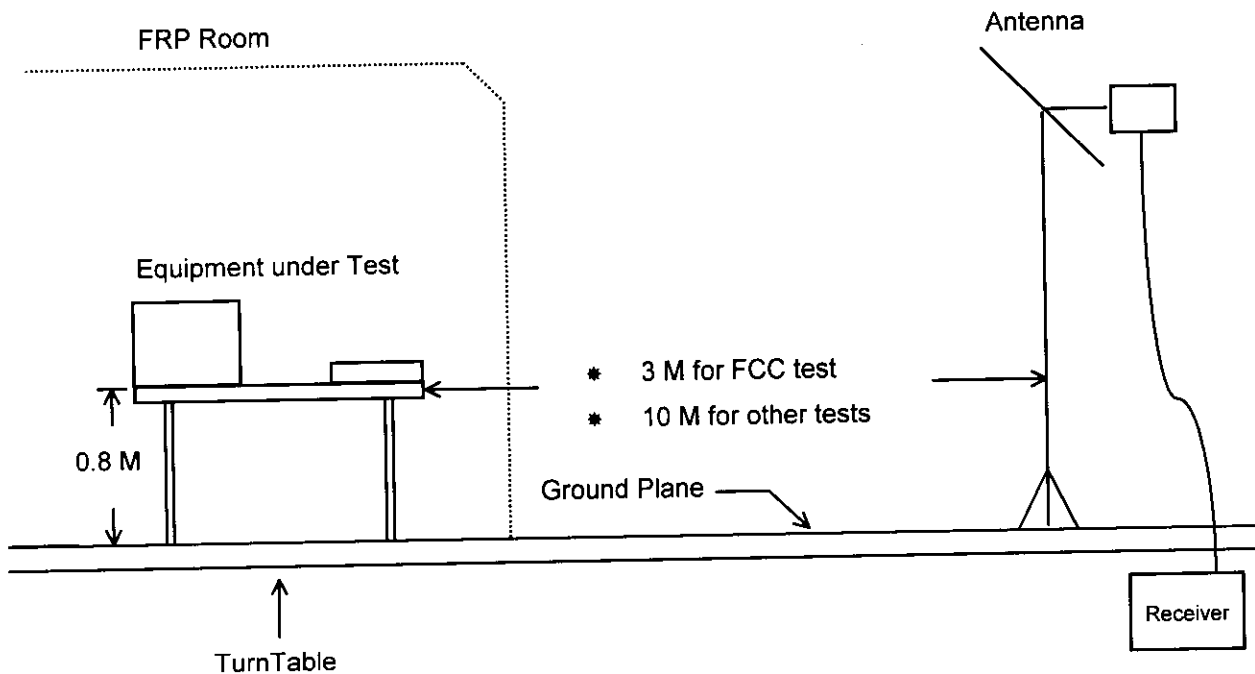 FRP Room
Antenna
Equipment under Test
* 3 M for FCC test
* 10 M for other tests
0.8 M
Ground Plane
Receiver
TurnTable